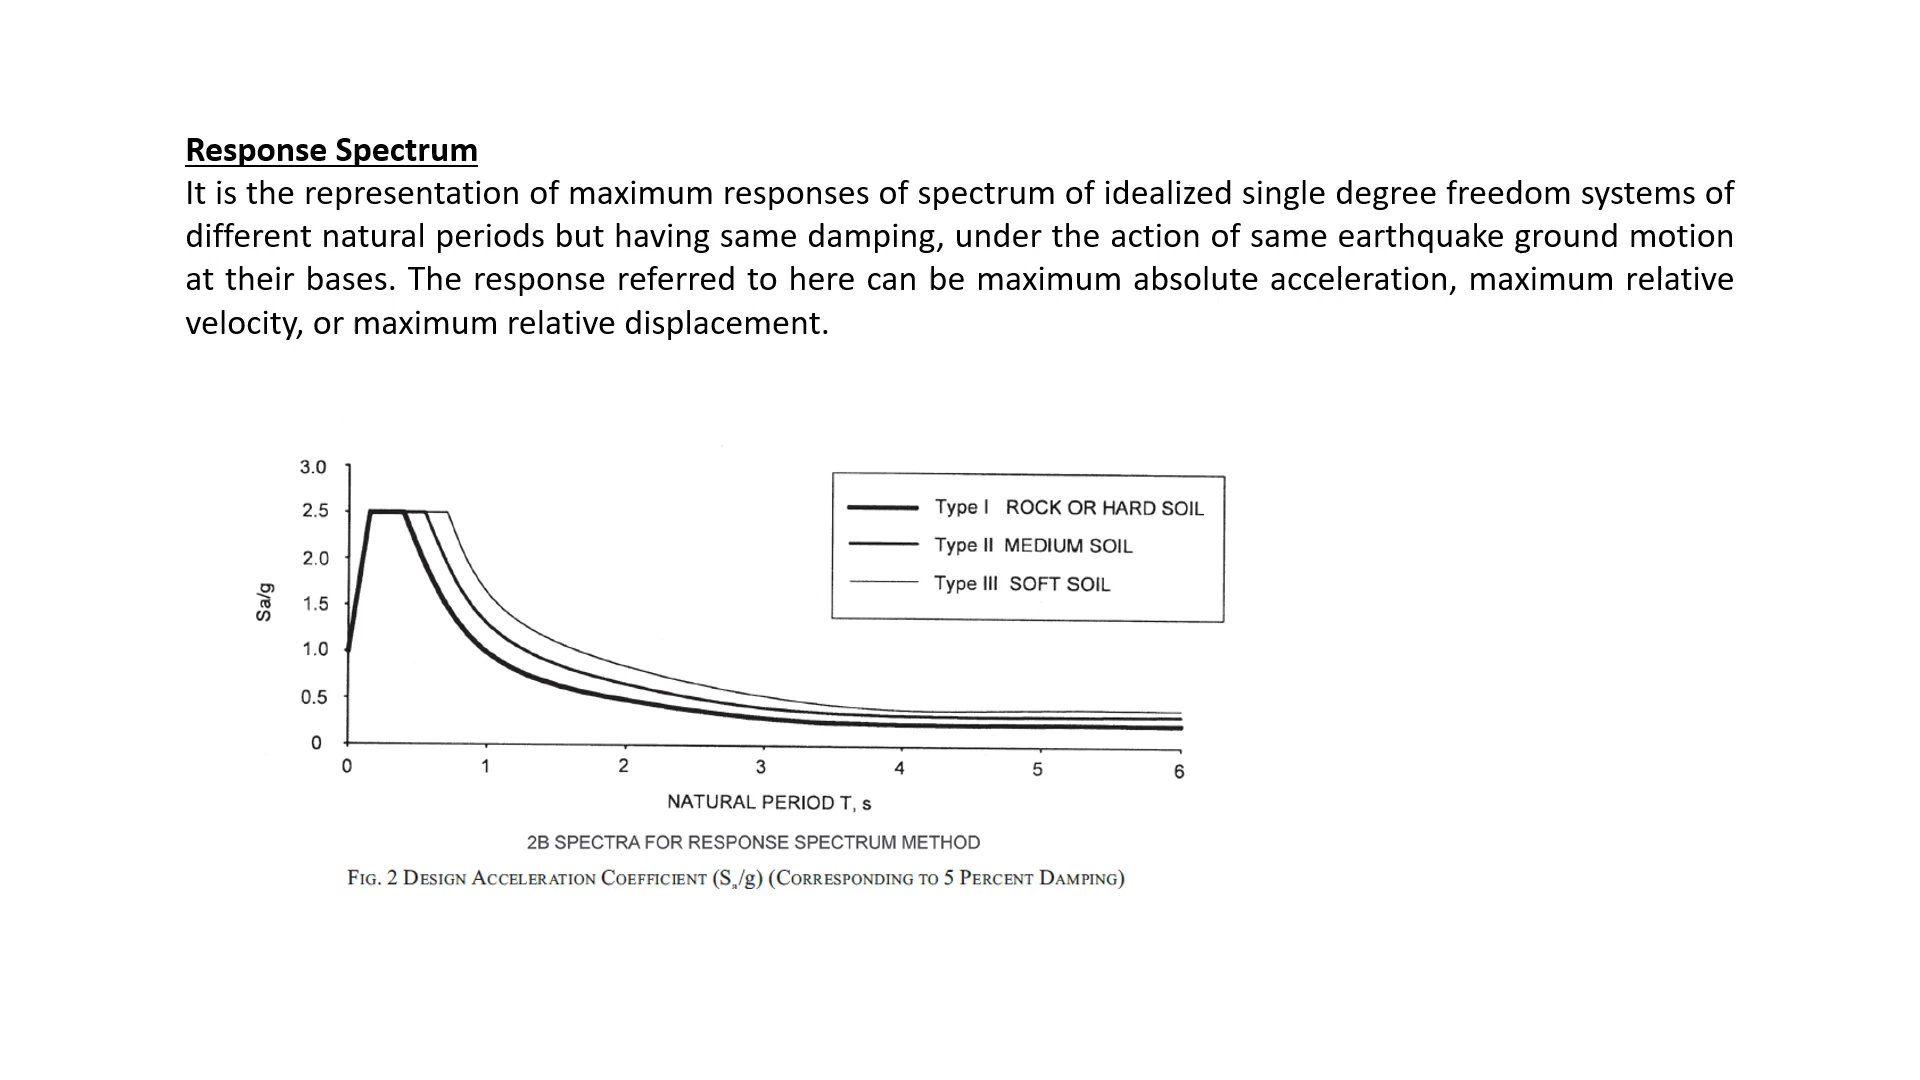 Response Spectrum
It is the representation of maximum responses of spectrum of idealized single degree freedom systems of
different natural periods but having same damping, under the action of same earthquake ground motion
at their bases. The response referred to here can be maximum absolute acceleration, maximum relative
velocity, or maximum relative displacement.
3.0
2.5
2.0
1.5
1.0
0.5
0
Sa/g
Type I ROCK OR HARD SOIL
Type II MEDIUM SOIL
Type III SOFT SOIL
0 1 2 3 4 5 6
NATURAL PERIOD T, s
2B SPECTRA FOR RESPONSE SPECTRUM METHOD
FIG. 2 DESIGN ACCELERATION COEFFICIENT (Sa/g) (CORRESPONDING TO 5 PERCENT DAMPING)